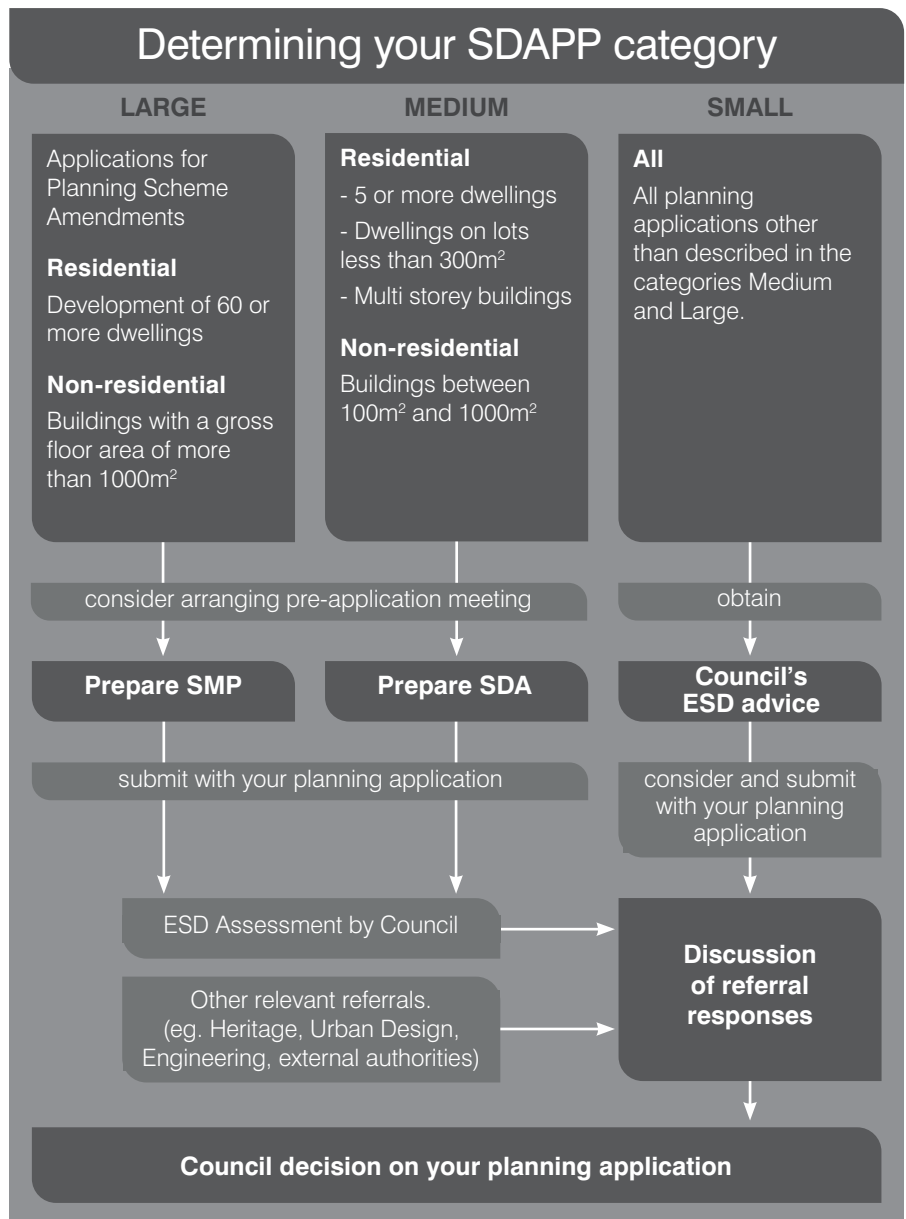 Determining your SDAPP category
LARGE
Applications for
Planning Scheme
Amendments
Residential
Development of 60 or
more dwellings
Non-residential
Buildings with a gross
floor area of more
than 1000m²
MEDIUM
Residential
- 5 or more dwellings
- Dwellings on lots
less than 300m²
- Multi storey buildings
Non-residential
Buildings between
100m² and 1000m²
SMALL
All
All planning
applications other
than described in the
categories Medium
and Large.
consider arranging pre-application meeting
obtain
Prepare SMP
Prepare SDA
Council’s
ESD advice
submit with your planning application
consider and submit
with your planning
application
ESD Assessment by Council
Other relevant referrals.
(eg. Heritage, Urban Design,
Engineering, external authorities)
Discussion
of referral
responses
Council decision on your planning application